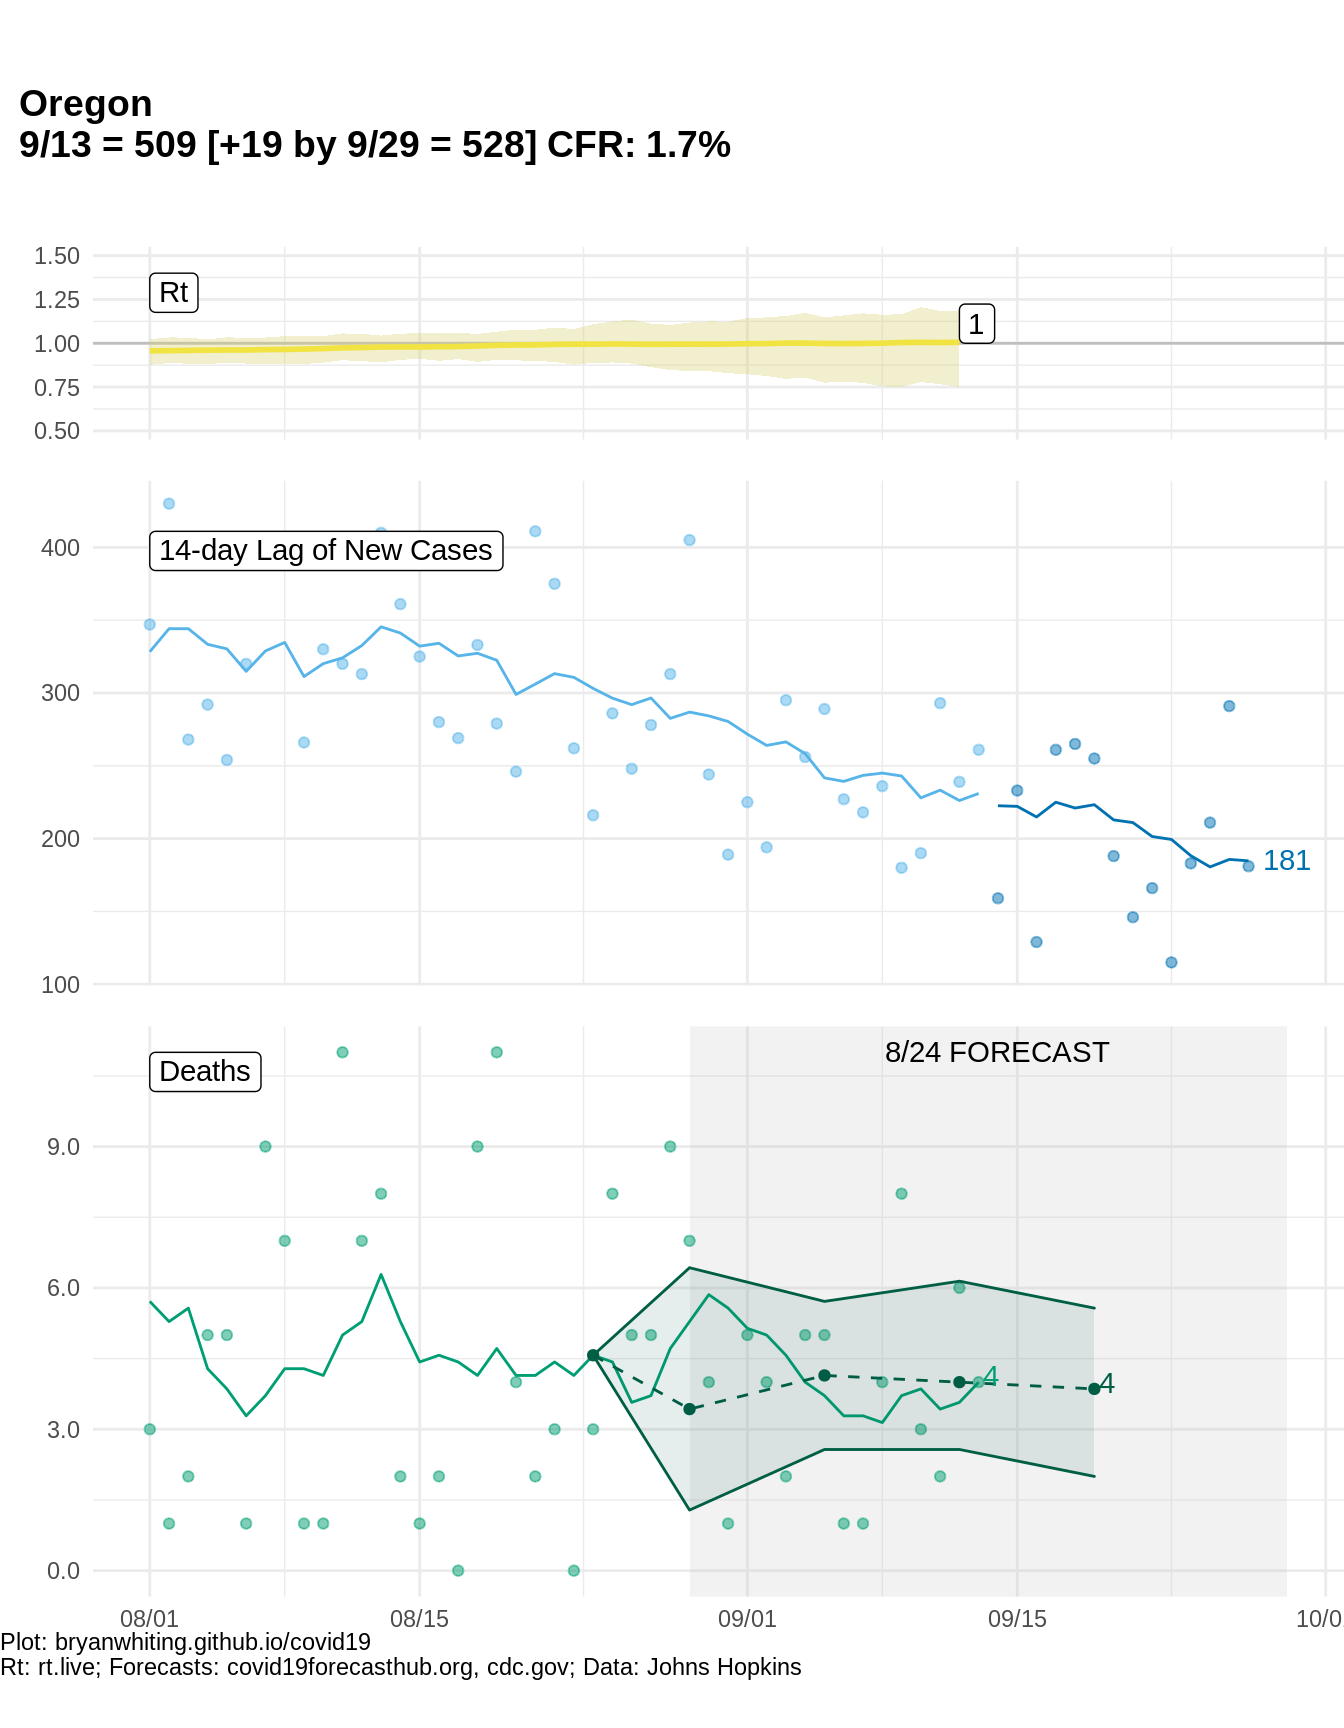 Oregon
9/13 = 509 [+19 by 9/29 = 528] CFR: 1.7%
1.50
1.25
1.00
0.75
0.50
Rt
1
400
300
200
100
14-day Lag of New Cases
181
8/24 FORECAST
Deaths
9.0
6.0
3.0
0.0
4
4
08/01 08/15 09/01 09/15 10/0
Plot: bryanwhiting.github.io/covid19
Rt: rt.live; Forecasts: covid19forecasthub.org, cdc.gov; Data: Johns Hopkins